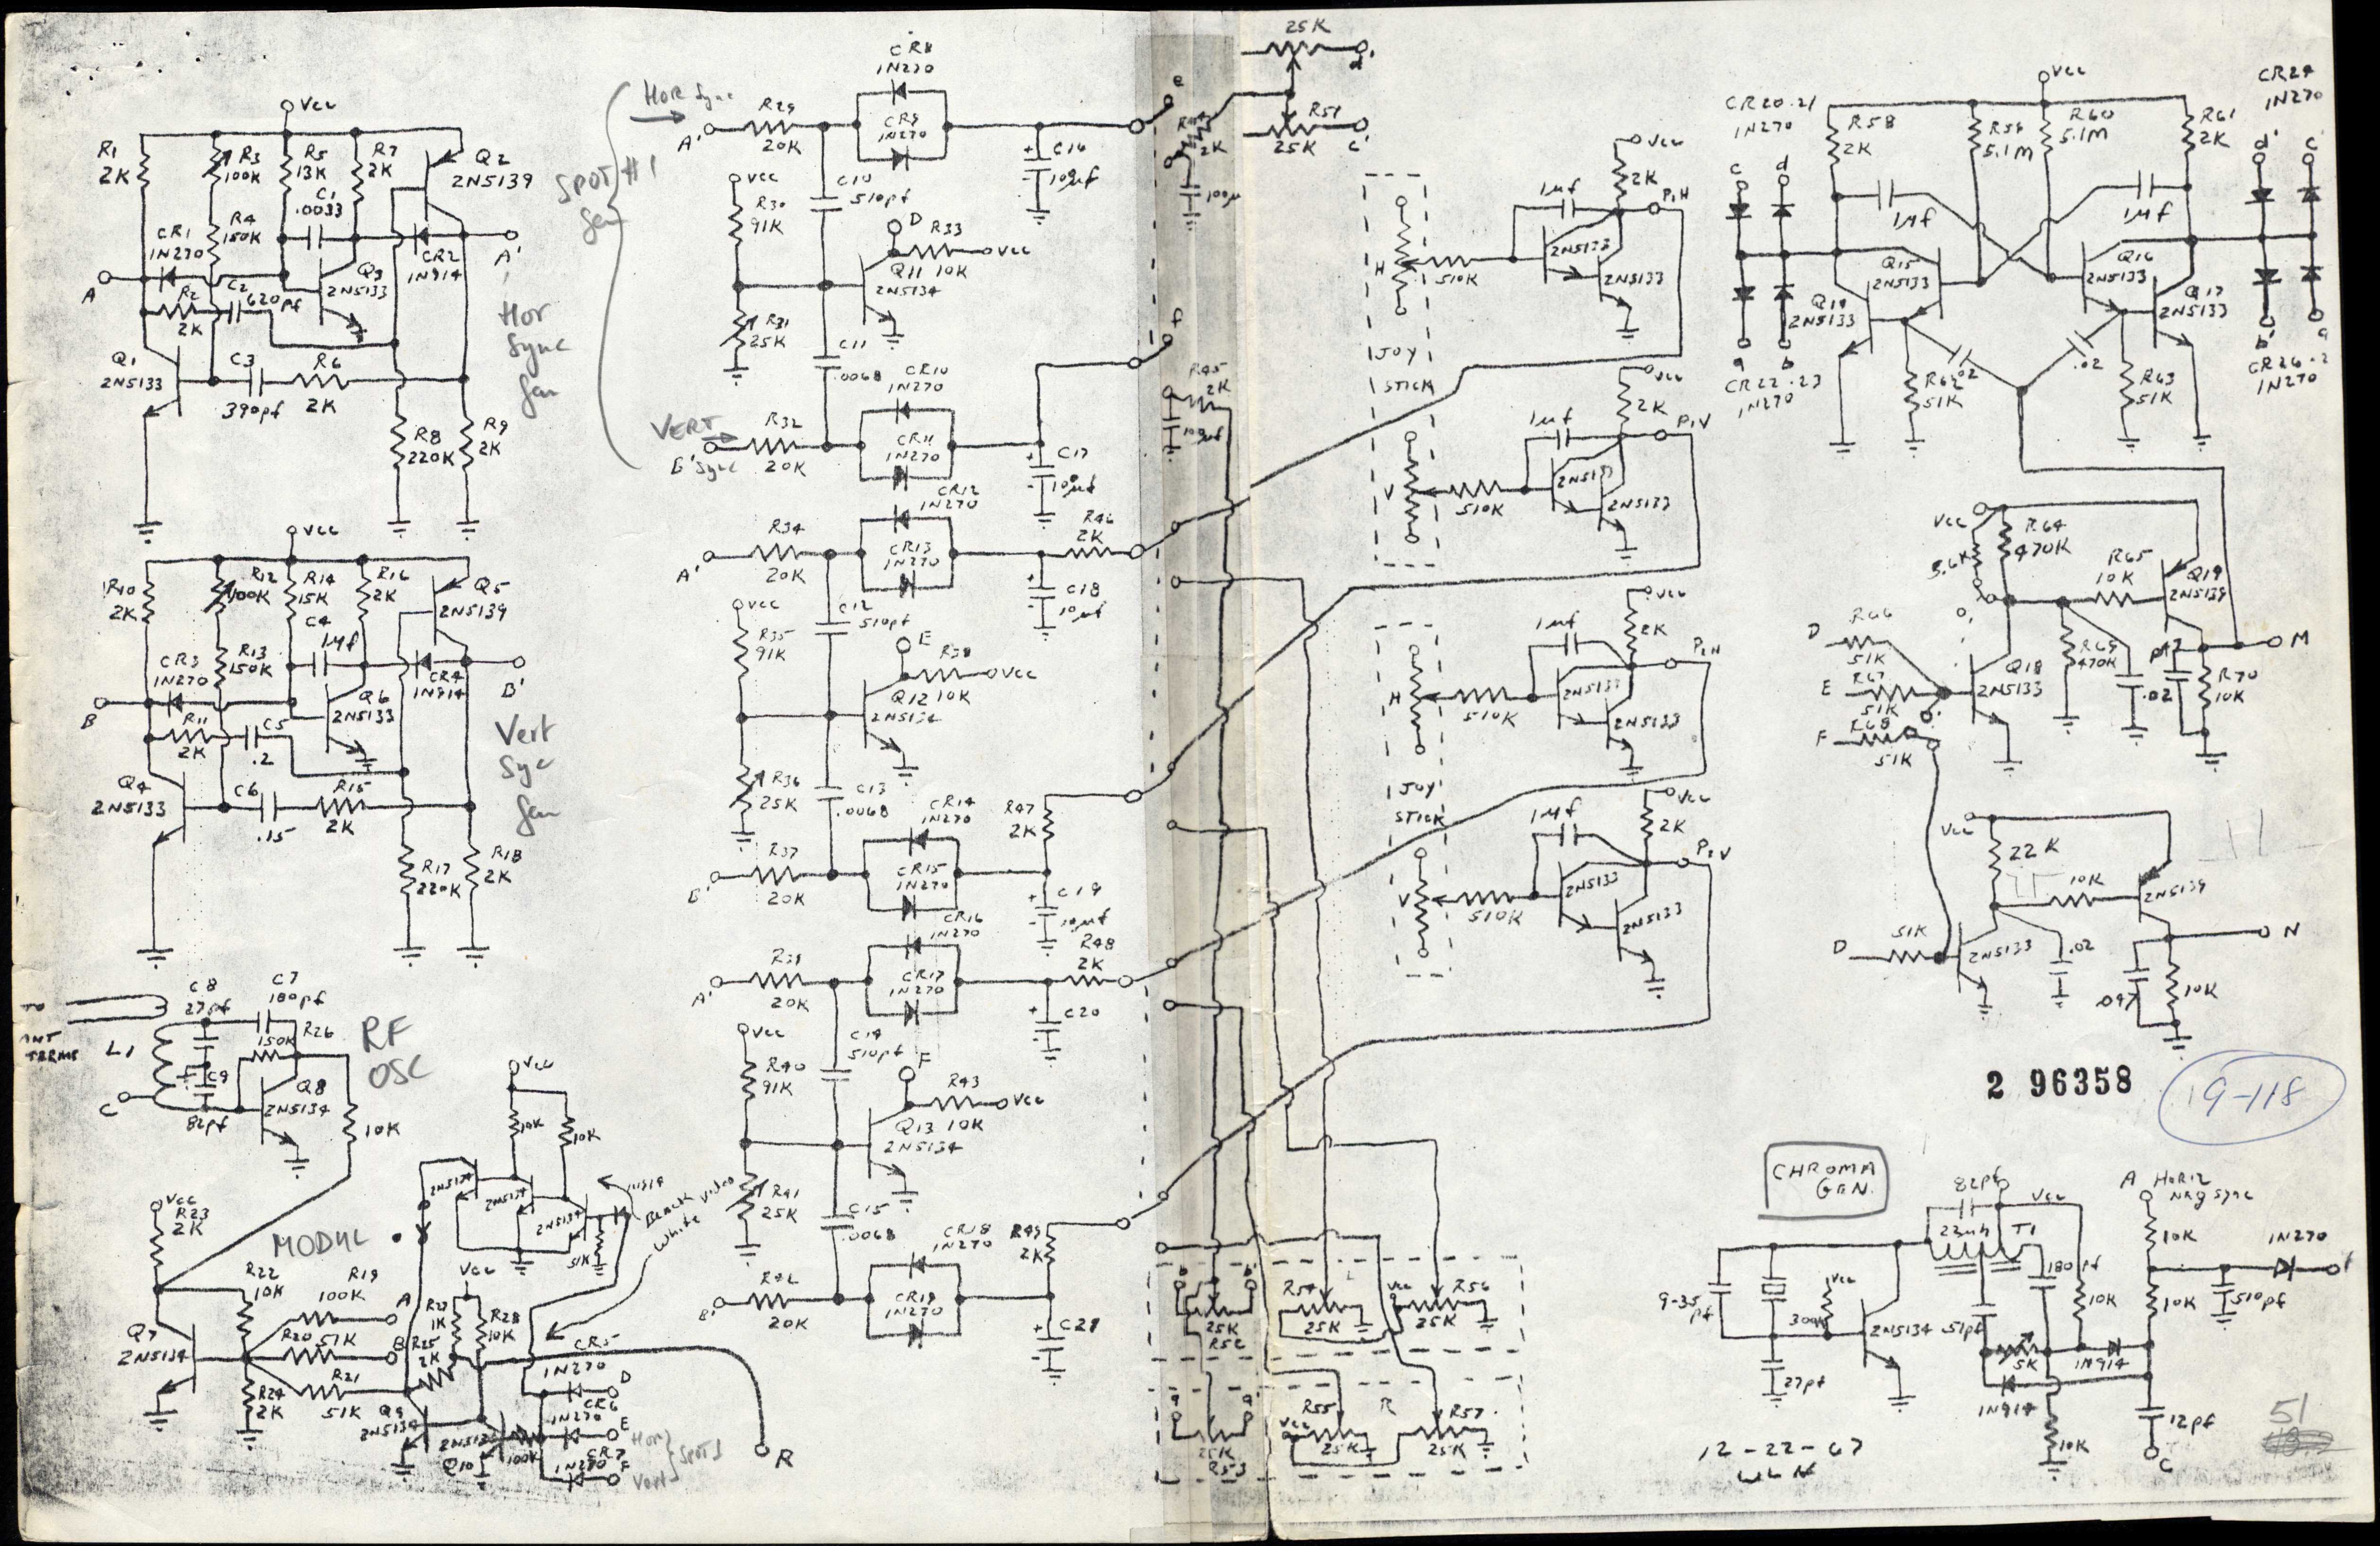 Vcc
R1
2K
R3
100K
R5
13K
R7
2K
Q2
2N5139
C1
.0033
R4
150K
CR1
1N270
CR2
1N914
A'
A
Q3
2N5133
R2
2K
C2
620pf
Hor
Sync
Gen
Q1
2N5133
C3
390pf
R6
2K
R8
220K
R9
2K
Vcc
R10
2K
R12
100K
R14
15K
R16
2K
Q5
2N5139
C4
1Mf
R13
150K
CR3
1N270
CR4
1N914
B'
B
Q6
2N5133
R11
2K
C5
.2
Vert
Syc
Gen
Q4
2N5133
C6
.15
R15
2K
R17
220K
R18
2K
TO
ANT
TERMS
C8
27pf
C7
180pf
R26
150K
L1
C9
82pf
C
Q8
2N5134
RF
OSC
10K
Vcc
10K
10K
2N5134
2N5134
2N5134
1N914
51K
Black video
White
Vcc
R23
2K
MODUL
R22
10K
R19
100K
A
R20 51K
B
R21
51K
R24
2K
Q7
2N5134
Vcc
R27
1K
R28
10K
R25
2K
Q9
2N5134
Q10
100K
CR5
1N270
D
CR6
1N270
E
CR7
1N270
F
Hor
Vert
Spot 1
R
SPOT #1
Gen
Hor Sync
A'
R29
20K
CR8
1N270
CR9
1N270
C16
10μf
e
Vcc
R30
91K
C10
510pf
D
R33
10K
Vcc
Q11
2N5134
R31
25K
C11
.0068
CR10
1N270
CR11
1N270
VERT
B' Sync
R32
20K
C17
10μf
f
A'
R34
20K
CR12
1N270
CR13
1N270
R46
2K
C18
10μf
Vcc
R35
91K
C12
510pf
E
R38
10K
Vcc
Q12
2N5134
R36
25K
C13
.0068
CR14
1N270
CR15
1N270
B'
R37
20K
R47
2K
C19
10μf
A'
R39
20K
CR16
1N270
CR17
1N270
R48
2K
C20
Vcc
R40
91K
C14
510pf
F
R43
10K
Vcc
Q13
2N5134
R41
25K
C15
.0068
CR18
1N270
CR19
1N270
B'
R42
20K
R49
2K
C21
25K
d'
R51
25K
c'
2K
100μ
R45
2K
10μf
JOY
STICK
H
510K
1μf
Vcc
2K
P1H
2N5133
2N5133
V
510K
1μf
Vcc
2K
P1V
2N5133
2N5133
JOY
STICK
H
510K
1μf
Vcc
2K
P2H
2N5133
2N5133
V
510K
1Mf
Vcc
2K
P2V
2N5133
2N5133
b
b'
25K
R52
L
R54
25K
Vcc
R56
25K
a
a'
25K
R53
R
R55
Vcc
25K
R57
25K
CR20·21
1N270
c
d
a
b
CR22·23
1N270
Vcc
R58
2K
R59
5.1M
R60
5.1M
R61
2K
1Mf
1Mf
Q14
2N5133
Q15
2N5133
Q16
2N5133
Q17
2N5133
R62
51K
.02
.02
R63
51K
CR24
1N270
d'
c'
b'
a'
CR26·2
1N270
Vcc
3.6K
R64
470K
R65
10K
Q19
2N5139
D
R66
51K
E
R67
51K
F
R68
51K
Q18
2N5133
R69
470K
.02
R70
10K
M
Vcc
22K
10K
2N5139
D
51K
2N5133
.02
.047
10K
N
2 96358
19-118
CHROMA
GEN.
9-35
pf
27pf
Vcc
300K
2N5134
82pf
Vcc
23μh
T1
180pf
51pf
5K
10K
1N914
1N914
10K
A HORIZ
NEG SYNC
10K
10K
510pf
1N270
12pf
C
12-22-67
51